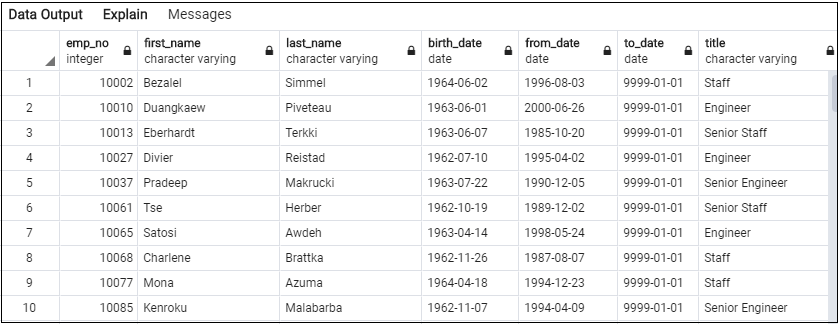 Data Output Explain Messages
emp_no first_name last_name birth_date from_date to_date title
integer character varying character varying date date date character varying
1 10002 Bezalel Simmel 1964-06-02 1996-08-03 9999-01-01 Staff
2 10010 Duangkaew Piveteau 1963-06-01 2000-06-26 9999-01-01 Engineer
3 10013 Eberhardt Terkki 1963-06-07 1985-10-20 9999-01-01 Senior Staff
4 10027 Divier Reistad 1962-07-10 1995-04-02 9999-01-01 Engineer
5 10037 Pradeep Makrucki 1963-07-22 1990-12-05 9999-01-01 Senior Engineer
6 10061 Tse Herber 1962-10-19 1989-12-02 9999-01-01 Senior Staff
7 10065 Satosi Awdeh 1963-04-14 1998-05-24 9999-01-01 Engineer
8 10068 Charlene Brattka 1962-11-26 1987-08-07 9999-01-01 Staff
9 10077 Mona Azuma 1964-04-18 1994-12-23 9999-01-01 Staff
10 10085 Kenroku Malabarba 1962-11-07 1994-04-09 9999-01-01 Senior Engineer